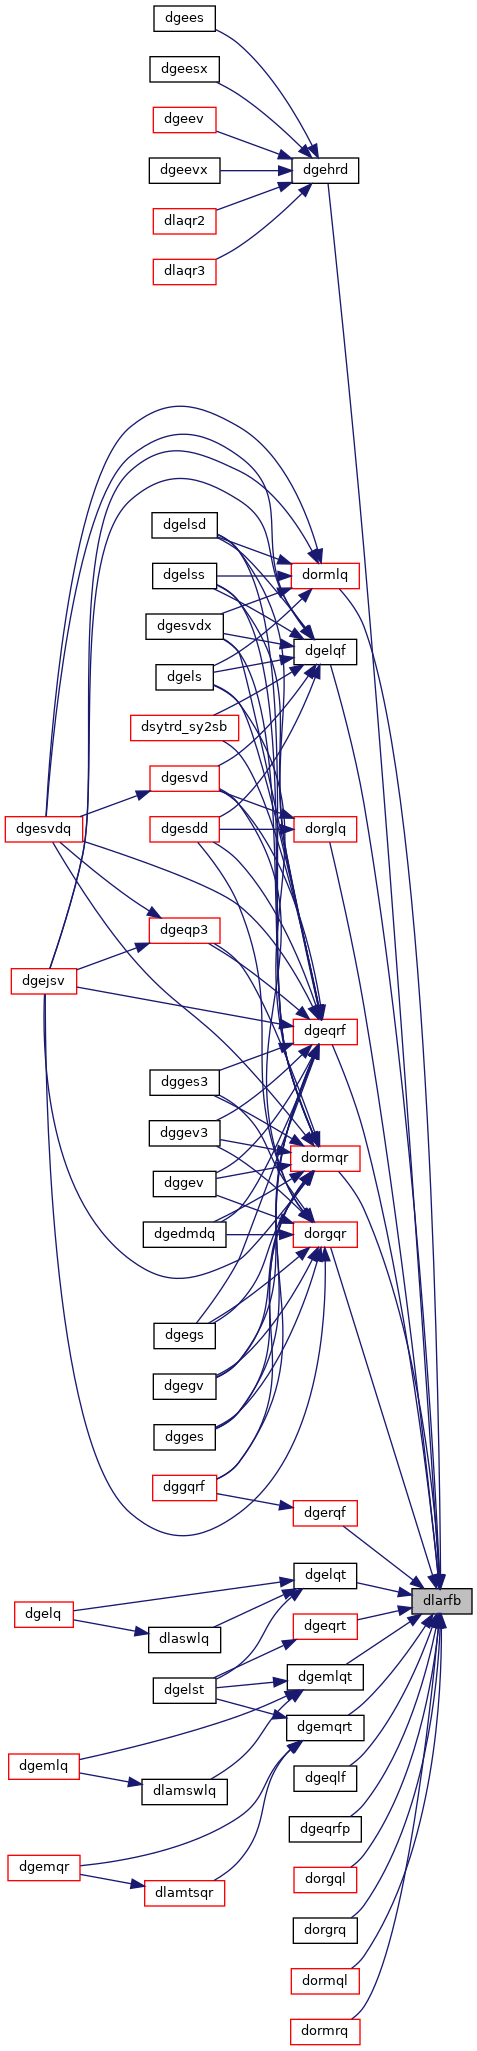 dgees
dgeesx
dgeev
dgehrd
dgeevx
dlaqr2
dlaqr3
dgelsd
dormlq
dgelss
dgesvdx
dgelqf
dgels
dsytrd_sy2sb
dgesvd
dgesvdq
dgesdd
dorglq
dgeqp3
dgejsv
dgeqrf
dgges3
dggev3
dormqr
dggev
dgedmdq
dorgqr
dgegs
dgegv
dgges
dggqrf
dgerqf
dgelqt
dlarfb
dgelq
dgeqrt
dlaswlq
dgemlqt
dgelst
dgemqrt
dgemlq
dgeqlf
dlamswlq
dgeqrfp
dgemqr
dorgql
dlamtsqr
dorgrq
dormql
dormrq